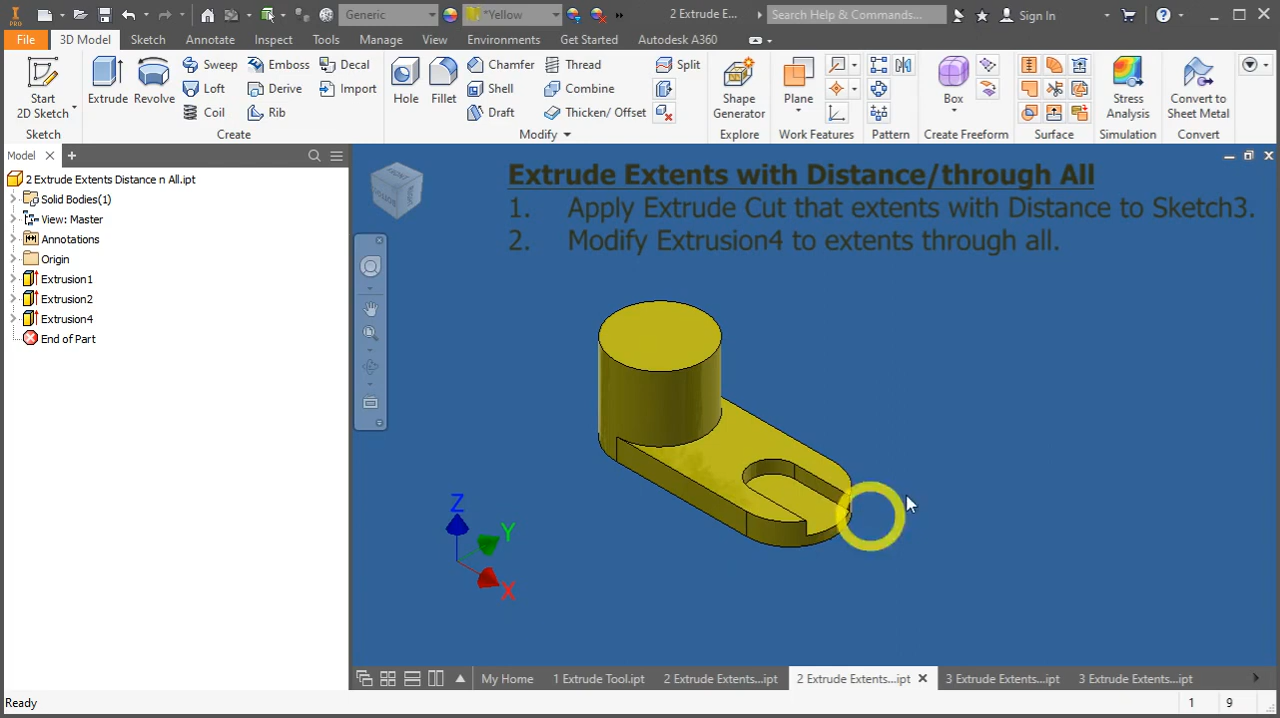 PRO
Generic
*Yellow
2 Extrude E...
Search Help & Commands...
Sign In
File
3D Model
Sketch
Annotate
Inspect
Tools
Manage
View
Environments
Get Started
Autodesk A360
Start
2D Sketch
Extrude
Revolve
Sweep
Loft
Coil
Emboss
Derive
Rib
Decal
Import
Hole
Fillet
Chamfer
Shell
Draft
Thread
Combine
Thicken/ Offset
Split
Shape
Generator
Plane
Box
Stress
Analysis
Convert to
Sheet Metal
Sketch
Create
Modify
Explore
Work Features
Pattern
Create Freeform
Surface
Simulation
Convert
Model
2 Extrude Extents Distance n All.ipt
Solid Bodies(1)
View: Master
Annotations
Origin
Extrusion1
Extrusion2
Extrusion4
End of Part
Extrude Extents with Distance/through All
1. Apply Extrude Cut that extents with Distance to Sketch3.
2. Modify Extrusion4 to extents through all.
Z
Y
X
My Home
1 Extrude Tool.ipt
2 Extrude Extents...ipt
2 Extrude Extents...ipt
3 Extrude Extents...ipt
3 Extrude Extents...ipt
Ready
1
9